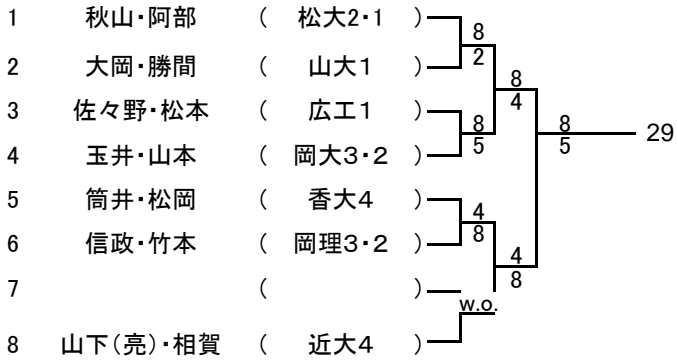 1 秋山・阿部 ( 松大2・1 )
8
2
2 大岡・勝間 ( 山大1 )
8
4
3 佐々野・松本 ( 広工1 )
8
5
8
5
29
4 玉井・山本 ( 岡大3・2 )
5 筒井・松岡 ( 香大4 )
4
8
6 信政・竹本 ( 岡理3・2 )
4
8
7 ( )
w.o.
8 山下(亮)・相賀 ( 近大4 )